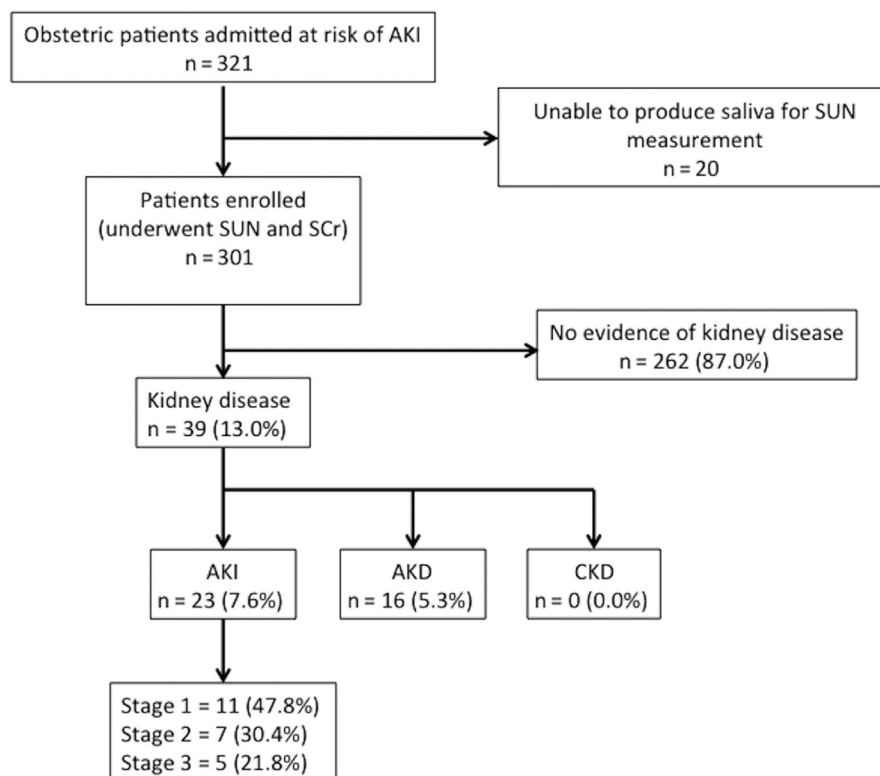 Obstetric patients admitted at risk of AKI
n = 321
Unable to produce saliva for SUN
measurement
n = 20
Patients enrolled
(underwent SUN and SCr)
n = 301
No evidence of kidney disease
n = 262 (87.0%)
Kidney disease
n = 39 (13.0%)
AKI
n = 23 (7.6%)
AKD
n = 16 (5.3%)
CKD
n = 0 (0.0%)
Stage 1 = 11 (47.8%)
Stage 2 = 7 (30.4%)
Stage 3 = 5 (21.8%)